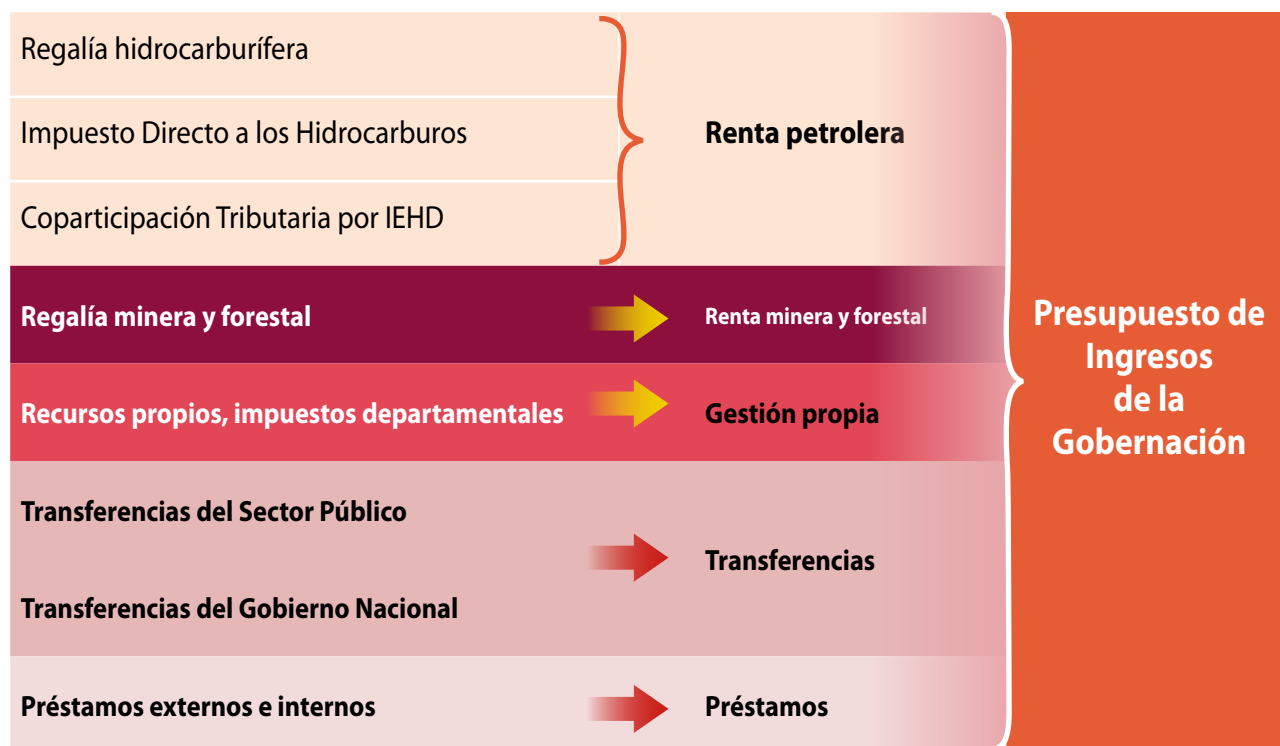 Regalía hidrocarburífera
Impuesto Directo a los Hidrocarburos
Coparticipación Tributaria por IEHD
Renta petrolera
Regalía minera y forestal
Renta minera y forestal
Recursos propios, impuestos departamentales
Gestión propia
Transferencias del Sector Público
Transferencias del Gobierno Nacional
Transferencias
Préstamos externos e internos
Préstamos
Presupuesto de
Ingresos
de la
Gobernación